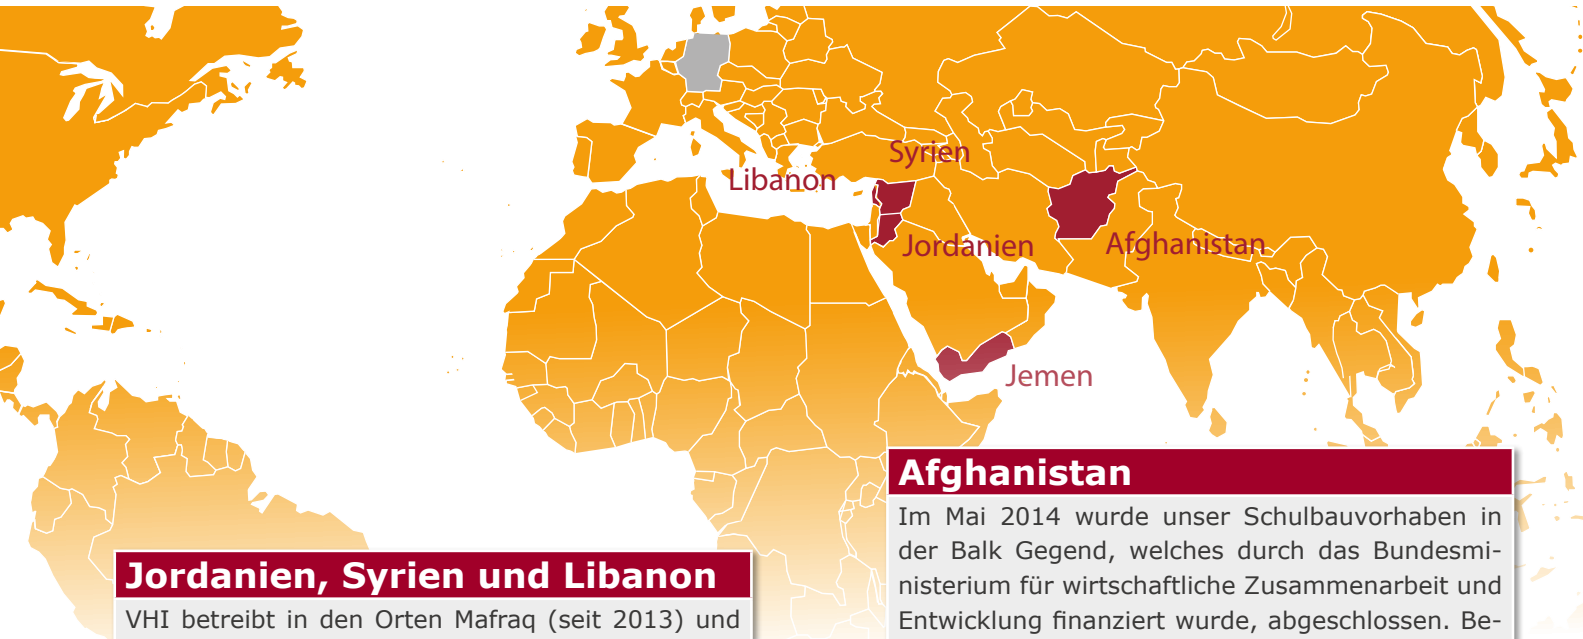 Syrien
Libanon
Jordanien
Afghanistan
Jemen
Afghanistan
Im Mai 2014 wurde unser Schulbauvorhaben in
der Balk Gegend, welches durch das Bundesmi-
nisterium für wirtschaftliche Zusammenarbeit und
Entwicklung finanziert wurde, abgeschlossen. Be-
Jordanien, Syrien und Libanon
VHI betreibt in den Orten Mafraq (seit 2013) und